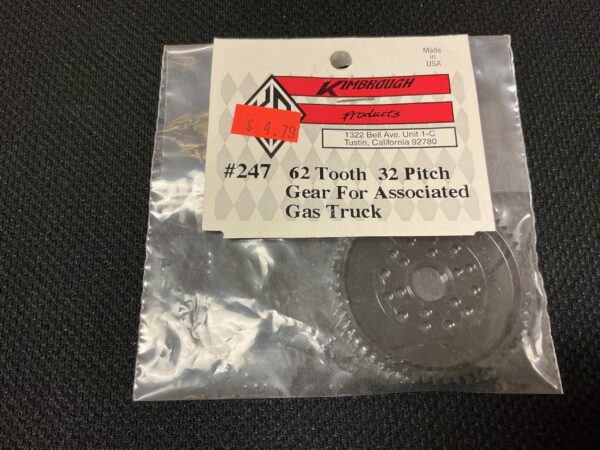 Made
in
USA
KIMBROUGH
Products
$ 4.79
1322 Bell Ave. Unit 1-C
Tustin, California 92780
#247 62 Tooth 32 Pitch
Gear For Associated
Gas Truck